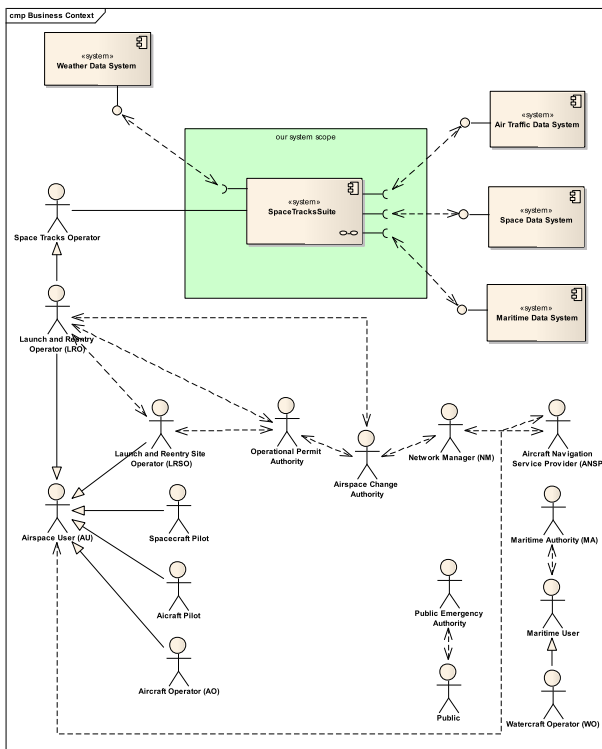 cmp Business Context
«system»
Weather Data System
«system»
Air Traffic Data System
our system scope
«system»
SpaceTracksSuite
«system»
Space Data System
Space Tracks Operator
«system»
Maritime Data System
Launch and Reentry
Operator (LRO)
Launch and Reentry Site
Operator (LRSO)
Operational Permit
Authority
Airspace Change
Authority
Network Manager (NM)
Aircraft Navigation
Service Provider (ANSP)
Airspace User (AU)
Spacecraft Pilot
Maritime Authority (MA)
Aicraft Pilot
Public Emergency
Authority
Maritime User
Aircraft Operator (AO)
Public
Watercraft Operator (WO)